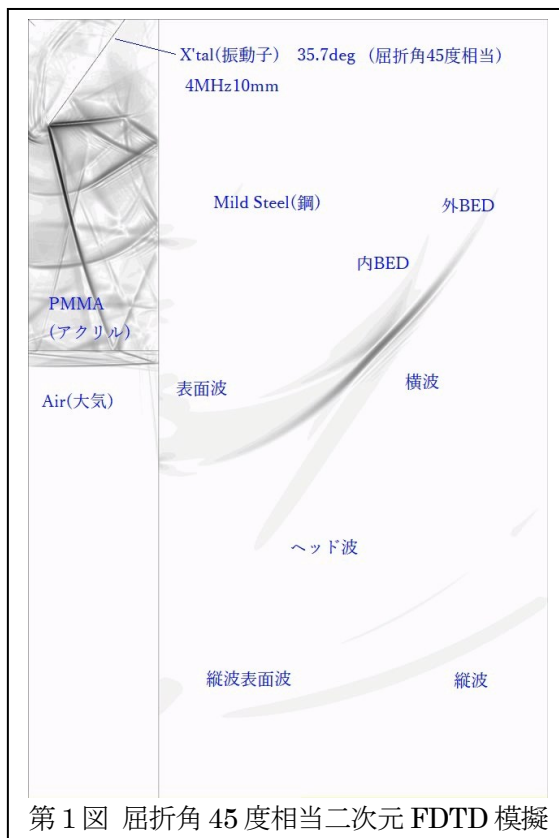 X'tal(振動子) 35.7deg (屈折角45度相当)
4MHz10mm
Mild Steel(鋼)
外BED
内BED
PMMA
(アクリル)
横波
表面波
Air(大気)
ヘッド波
縦波表面波
縦波
第1図 屈折角45度相当二次元FDTD模擬